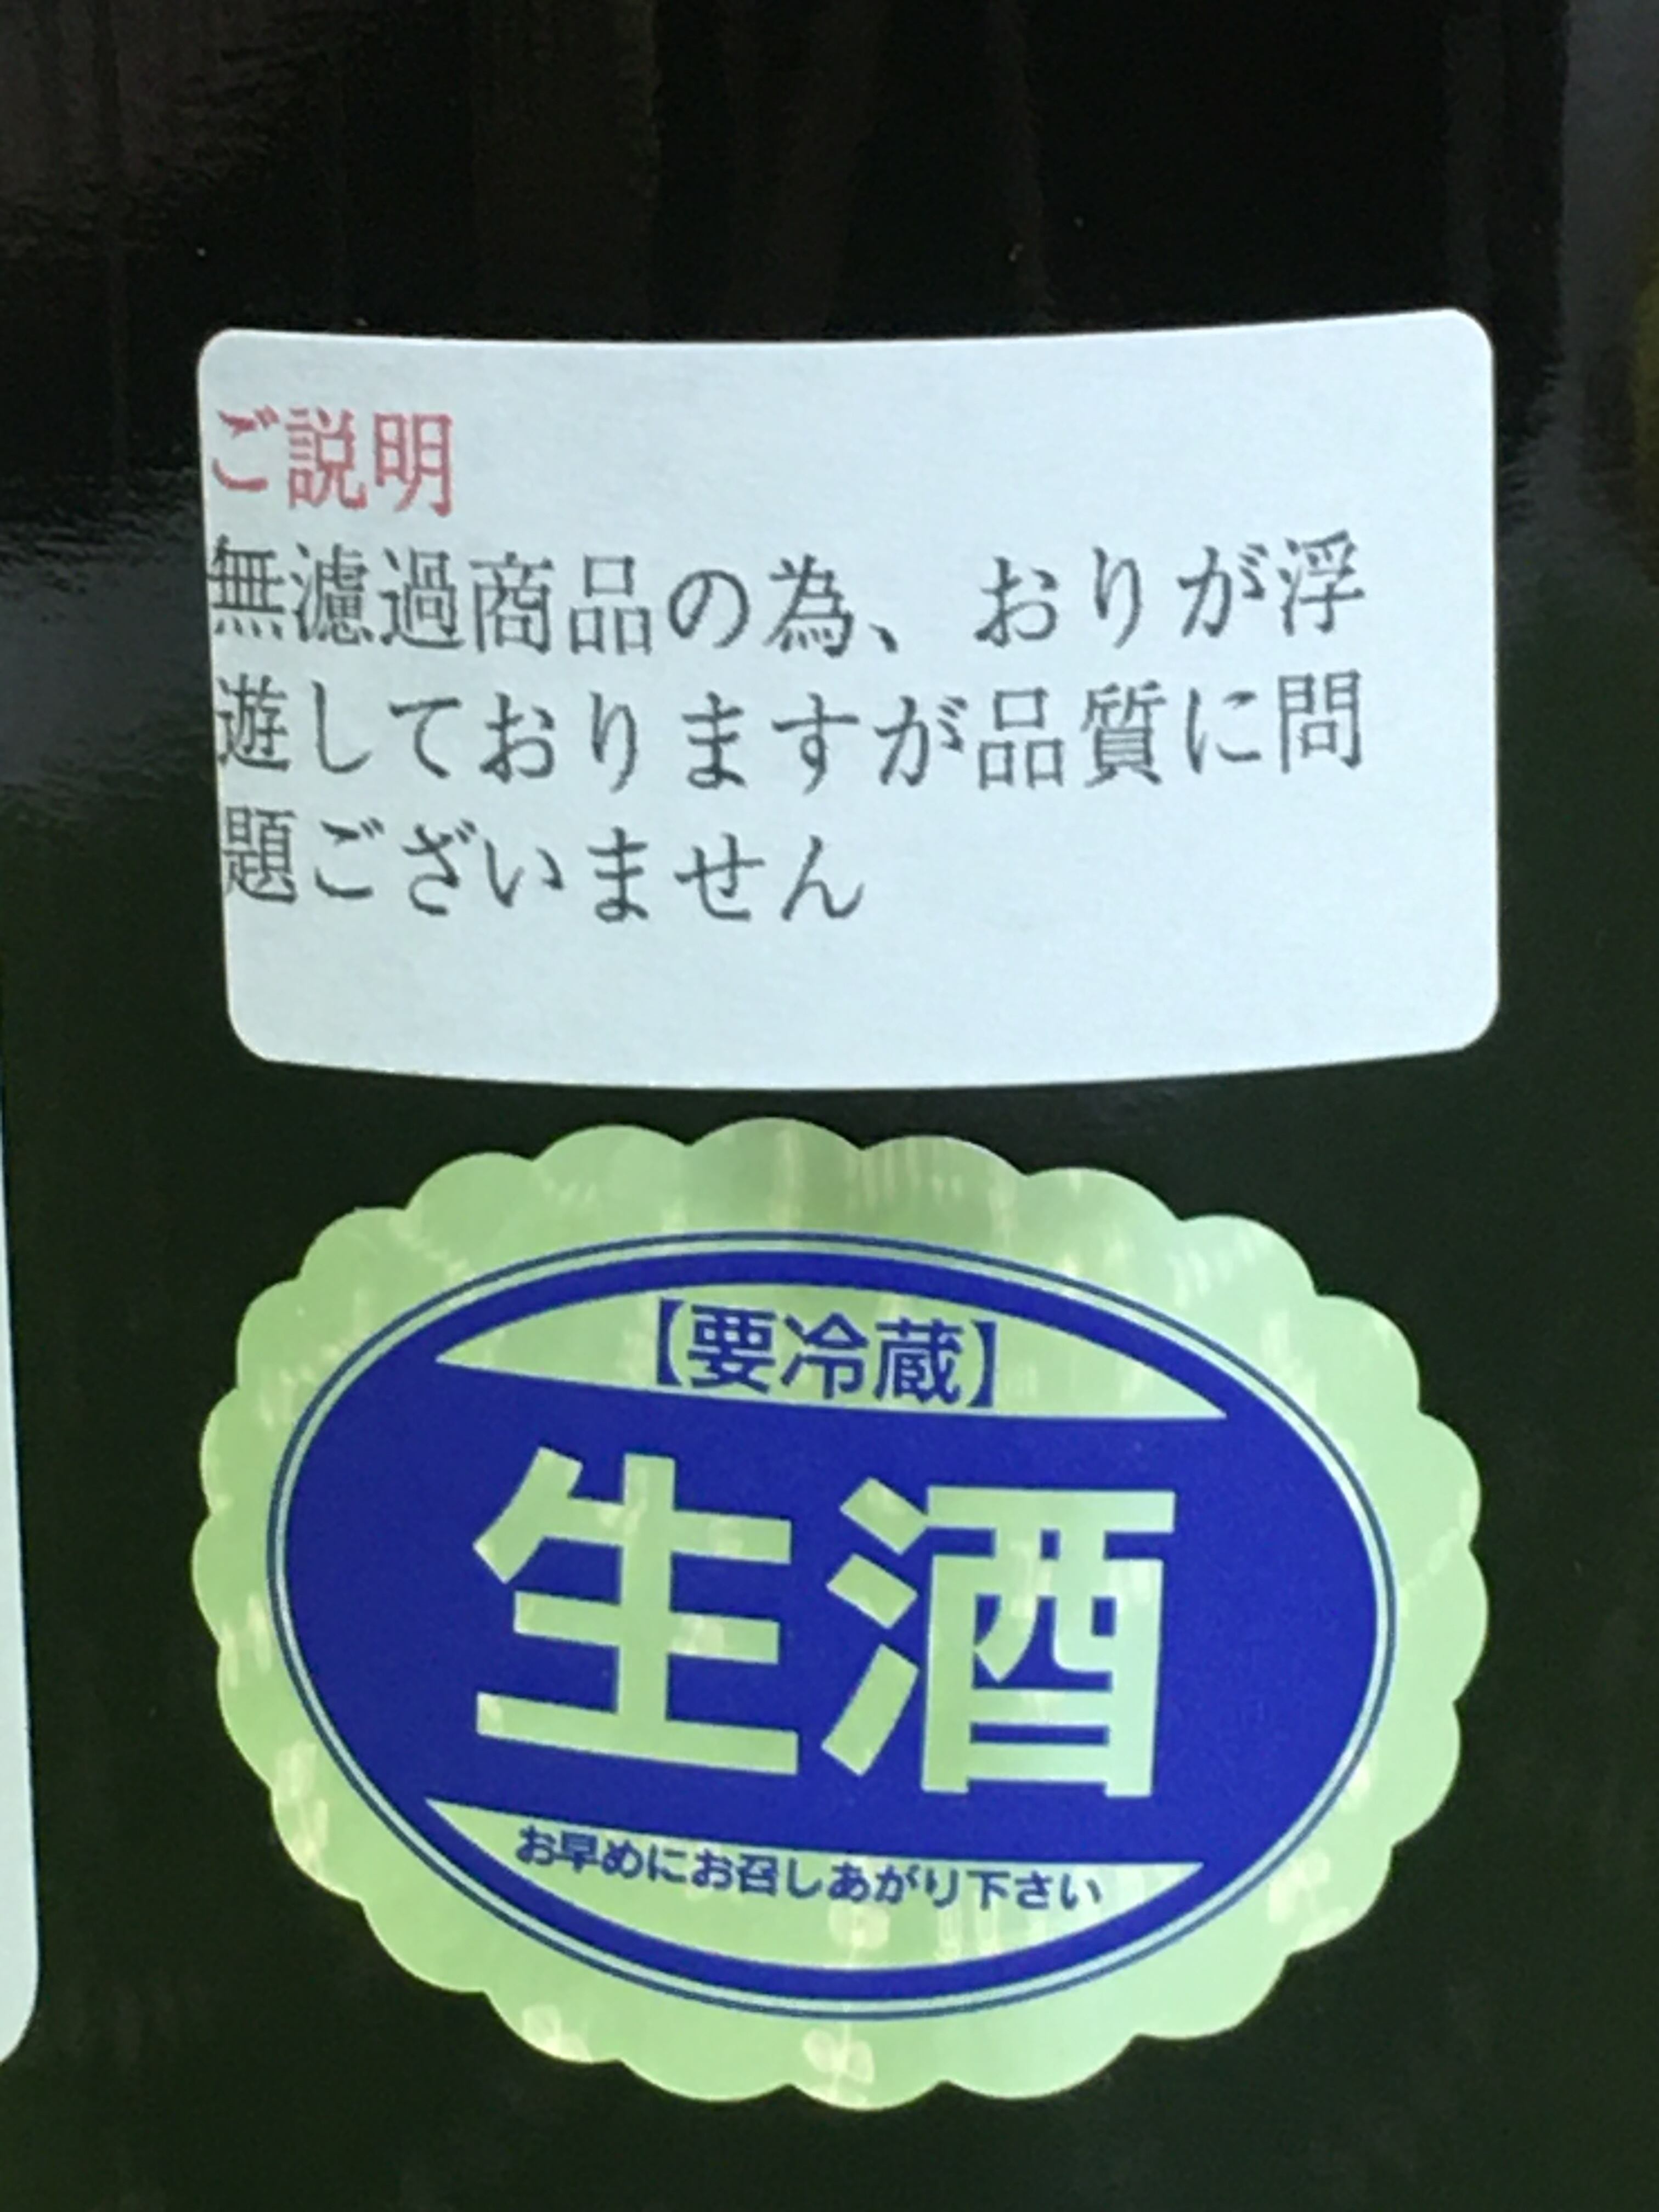 ご説明
無濾過商品の為、おりが浮
遊しておりますが品質に問
題ございません
【要冷蔵】
生酒
お早めにお召しあがり下さい